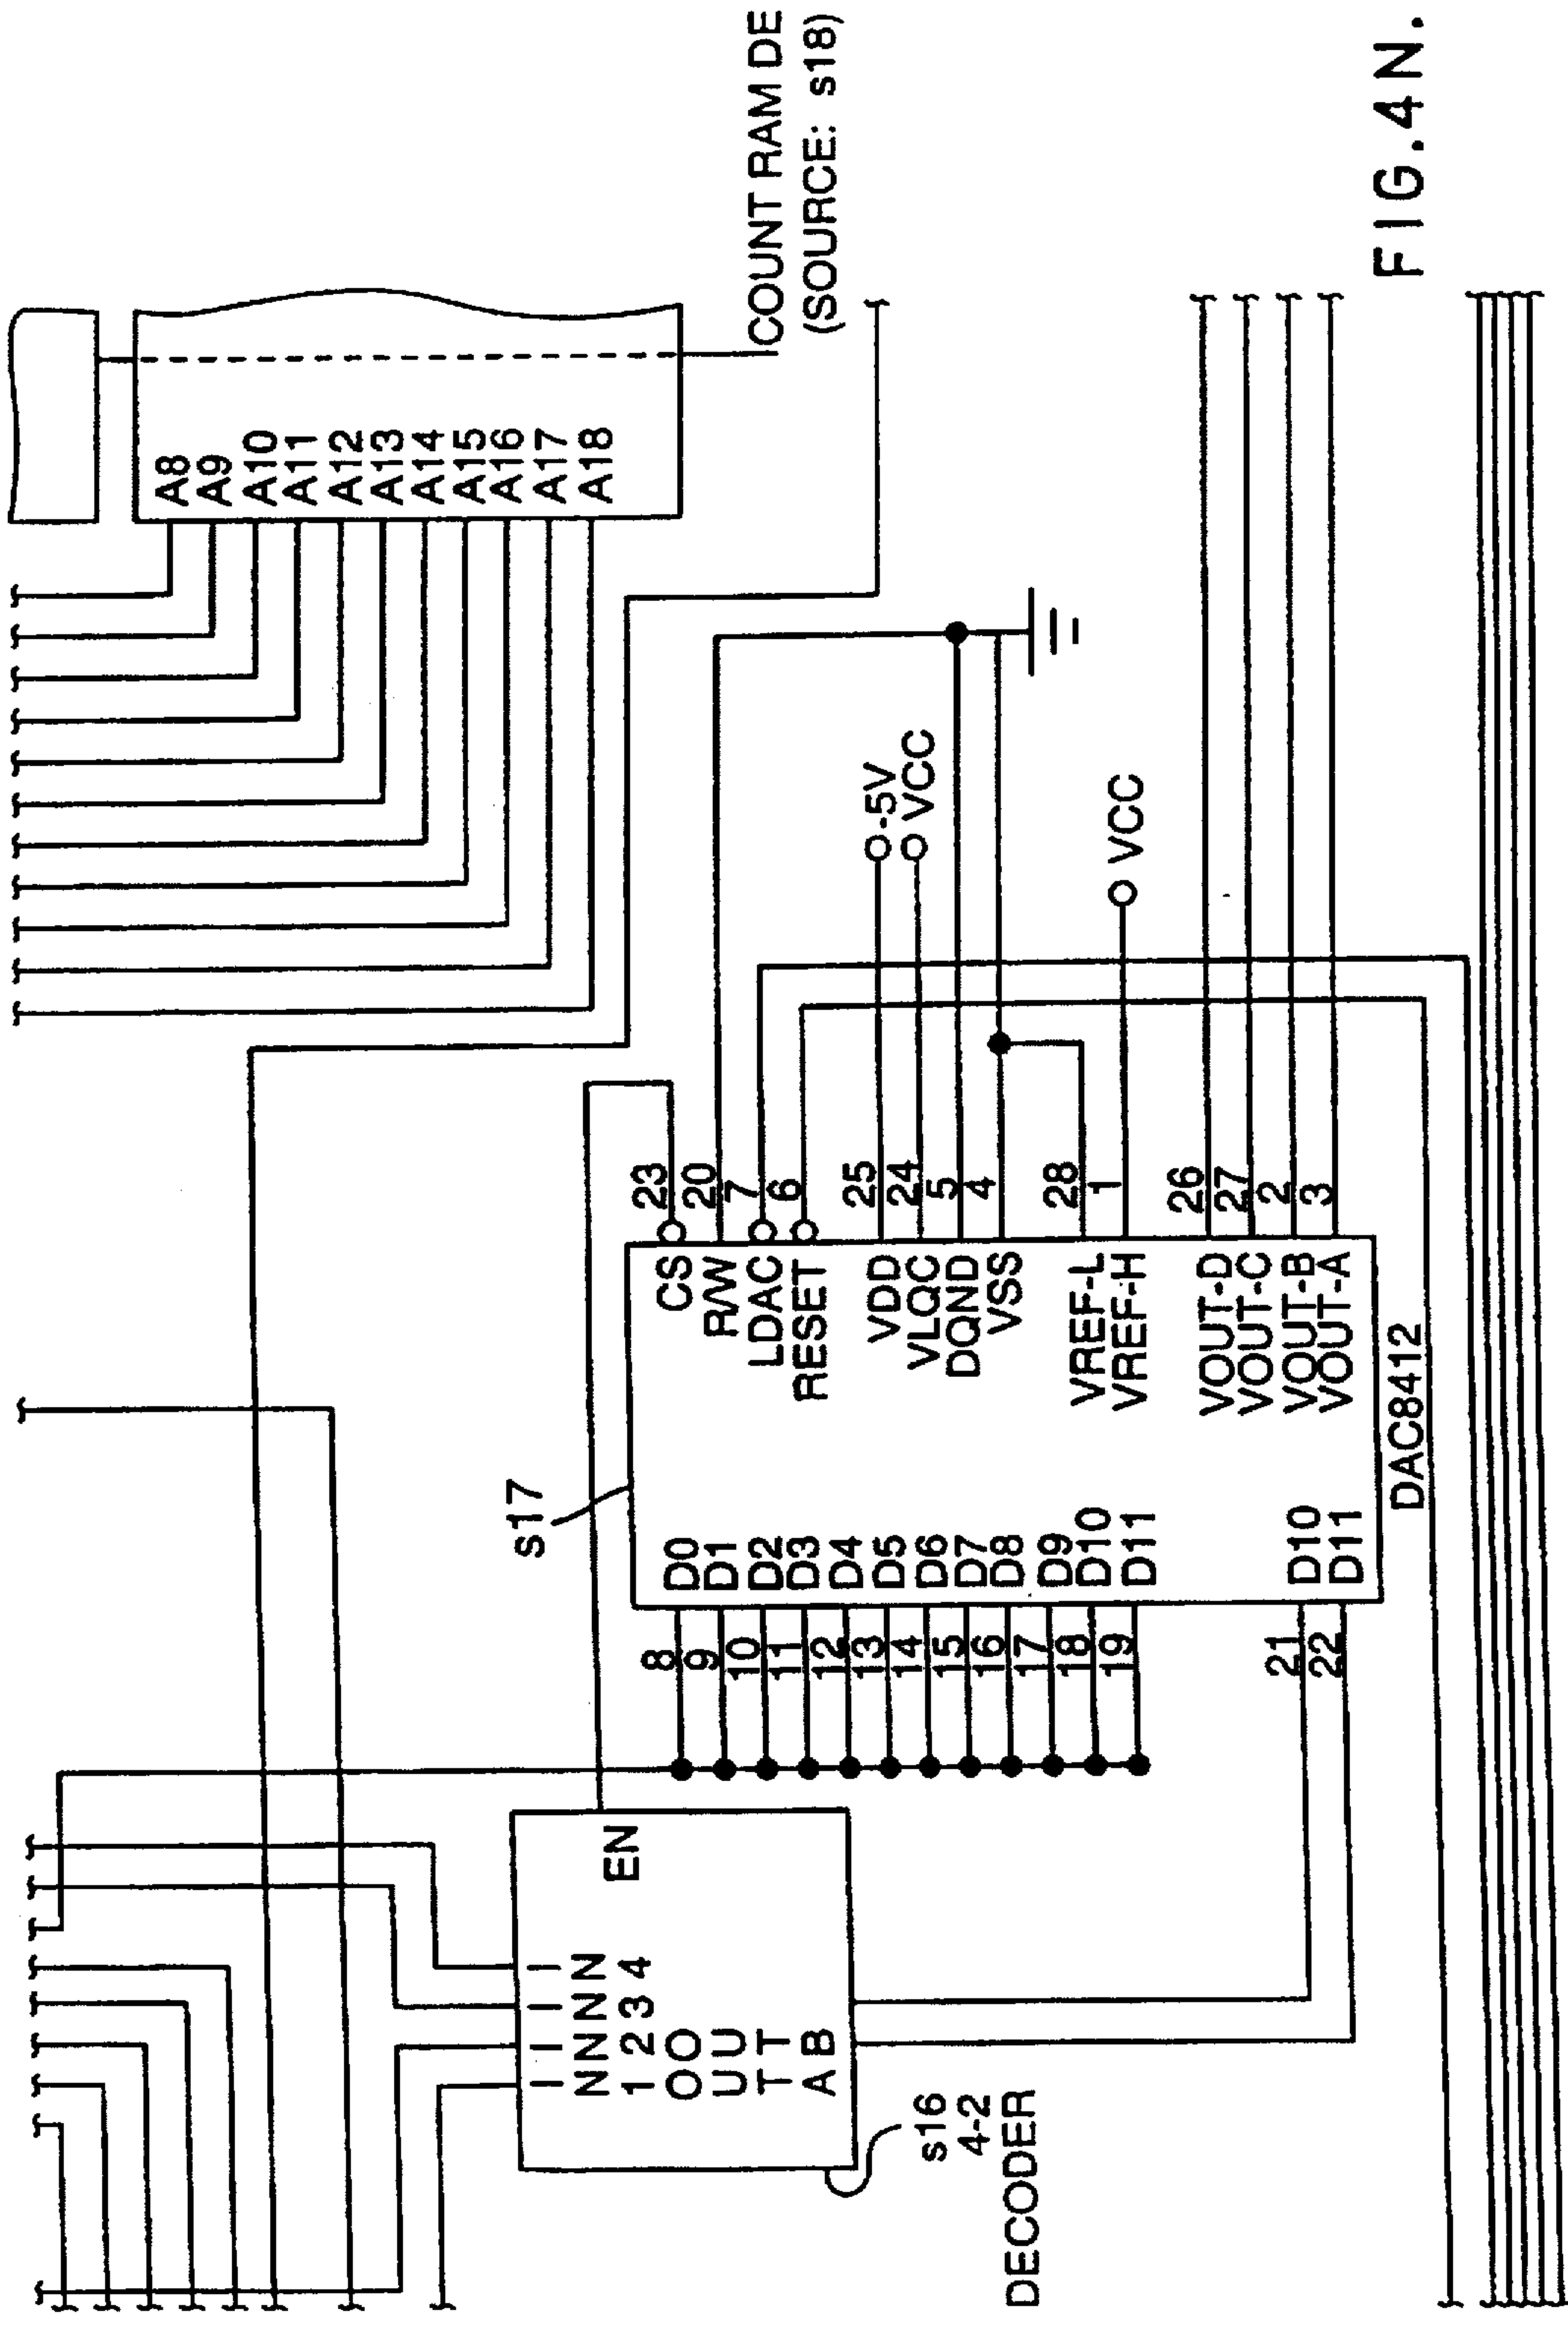 A8
A9
A10
A11
A12
A13
A14
A15
A16
A17
A18
COUNT RAM DE
(SOURCE: s18)
s17
D0
D1
D2
D3
D4
D5
D6
D7
D8
D9
D10
D11
D10
D11
8
9
10
11
12
13
14
15
16
17
18
19
21
22
CS
R/W
LDAC
RESET
VDD
VLQC
DQND
VSS
VREF-L
VREF-H
VOUT-D
VOUT-C
VOUT-B
VOUT-A
23
20
7
6
25
24
5
4
28
1
26
27
2
3
-5V
VCC
VCC
DAC8412
IN1
IN2
IN3
IN4
EN
OUTA
OUTB
s16
4-2
DECODER
FIG.4N.